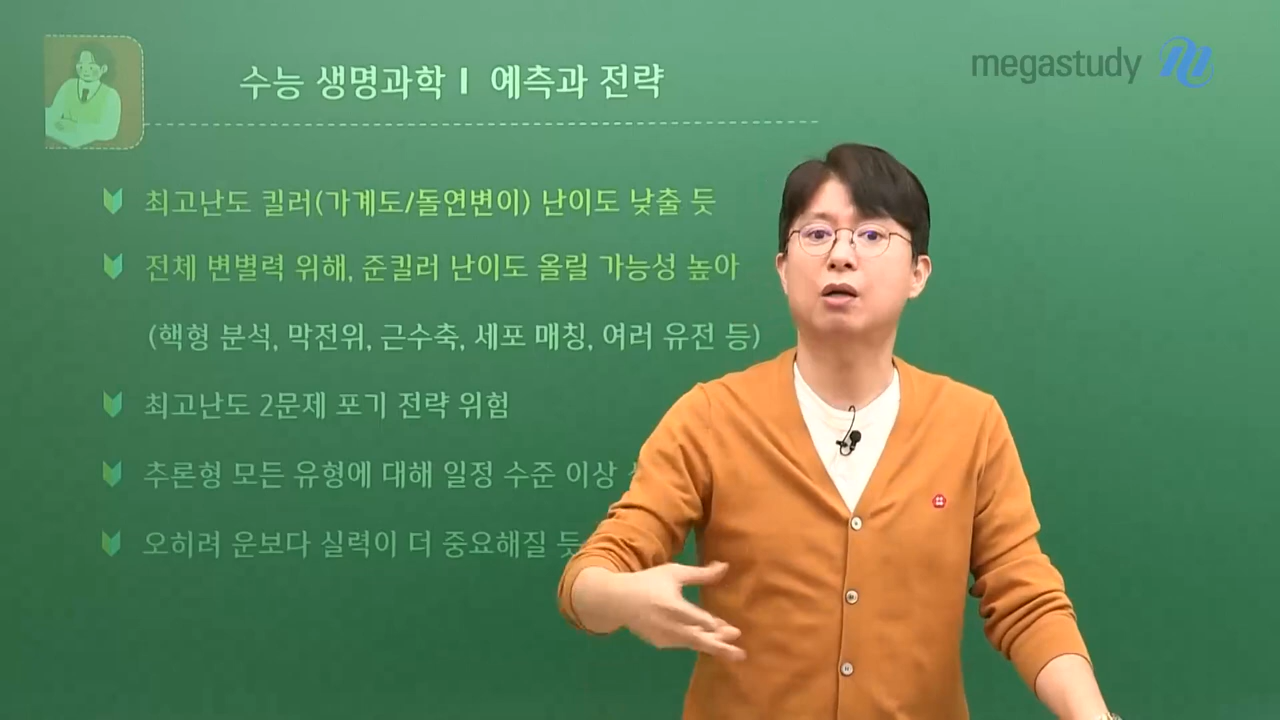 megastudy
수능 생명과학 I 예측과 전략
최고난도 킬러(가계도/돌연변이) 난이도 낮출 듯
전체 변별력 위해, 준킬러 난이도 올릴 가능성 높아
(핵형 분석, 막전위, 근수축, 세포 매칭, 여러 유전 등)
최고난도 2문제 포기 전략 위험
추론형 모든 유형에 대해 일정 수준 이상
오히려 운보다 실력이 더 중요해질 듯